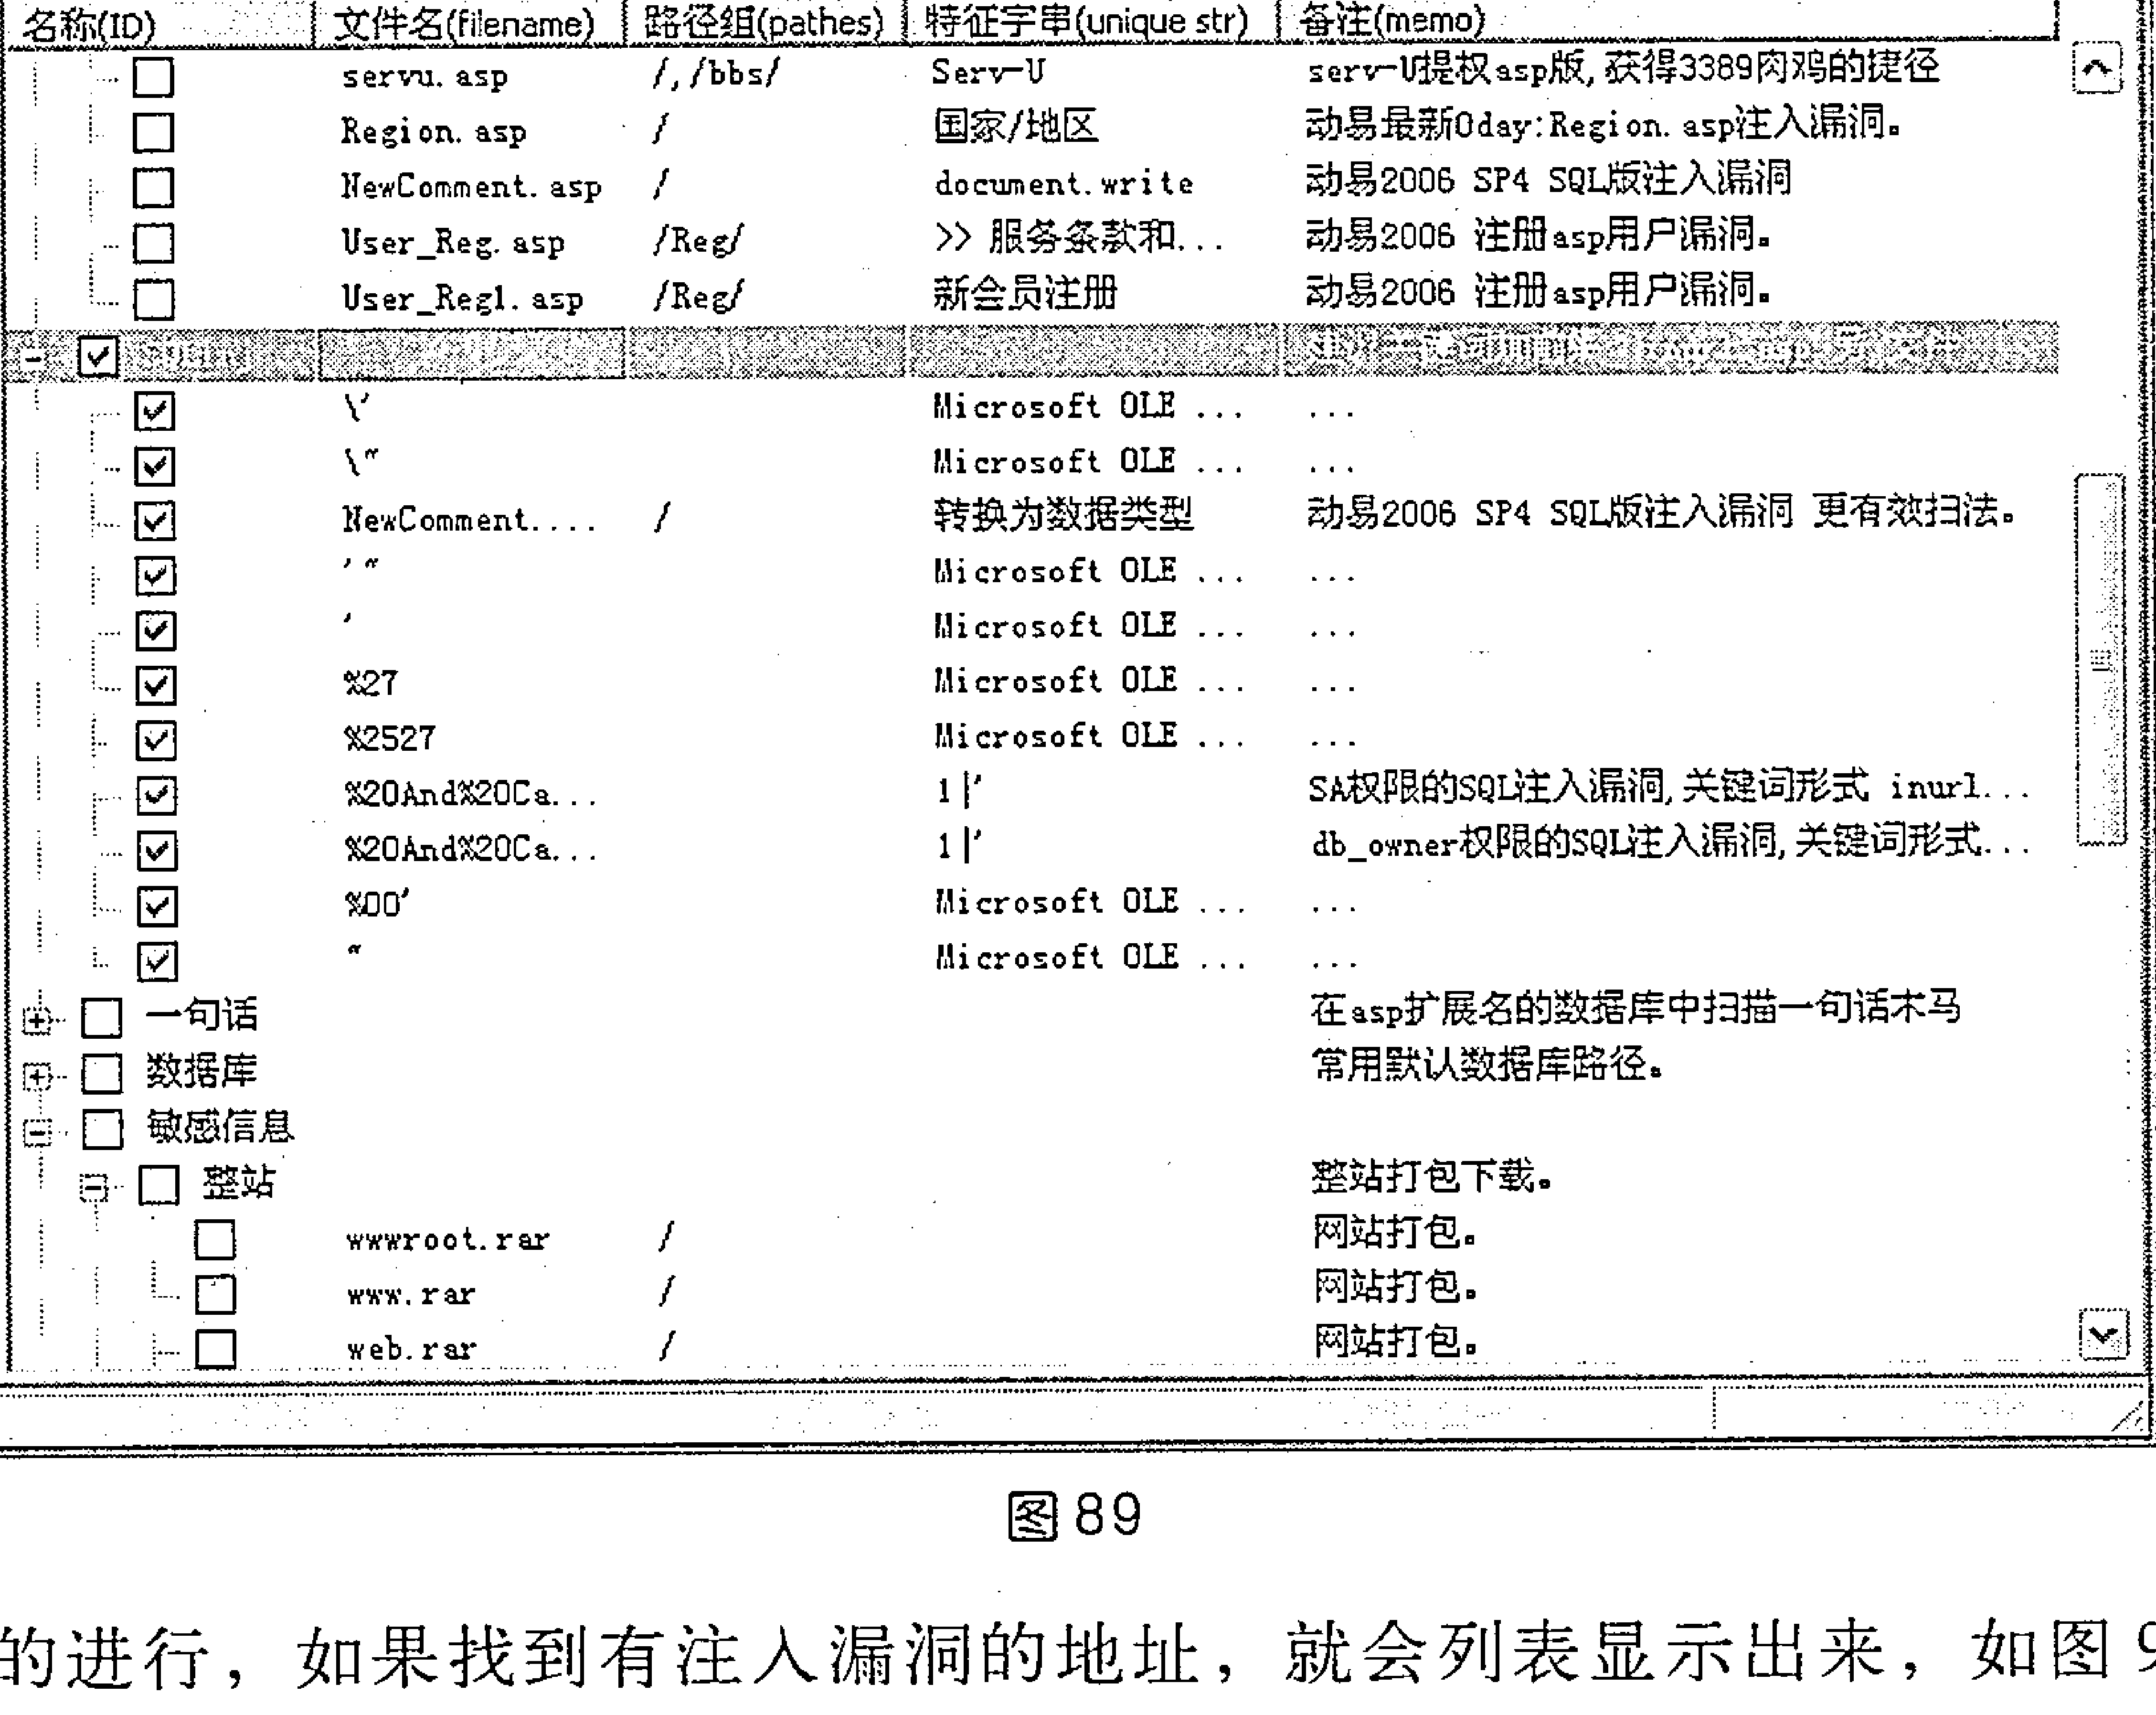 名称(ID) 文件名(filename) 路径组(pathes) 特征字串(unique str) 备注(memo)
servu.asp /,/bbs/ Serv-U serv-U提权asp版,获得3389肉鸡的捷径
Region.asp / 国家/地区 动易最新0day:Region.asp注入漏洞。
NewComment.asp / document.write 动易2006 SP4 SQL版注入漏洞
User_Reg.asp /Reg/ >> 服务条款和... 动易2006 注册asp用户漏洞。
User_Reg1.asp /Reg/ 新会员注册 动易2006 注册asp用户漏洞。
\' Microsoft OLE ... ...
\" Microsoft OLE ... ...
NewComment.... / 转换为数据类型 动易2006 SP4 SQL版注入漏洞 更有效扫法。
' " Microsoft OLE ... ...
' Microsoft OLE ... ...
%27 Microsoft OLE ... ...
%2527 Microsoft OLE ... ...
%20And%20Ca... 1|' SA权限的SQL注入漏洞,关键词形式 inurl...
%20And%20Ca... 1|' db_owner权限的SQL注入漏洞,关键词形式...
%00' Microsoft OLE ... ...
" Microsoft OLE ... ...
一句话 在asp扩展名的数据库中扫描一句话木马
数据库 常用默认数据库路径。
敏感信息
整站 整站打包下载。
wwwroot.rar / 网站打包。
www.rar / 网站打包。
web.rar / 网站打包。
图 89
的进行，如果找到有注入漏洞的地址，就会列表显示出来，如图 9